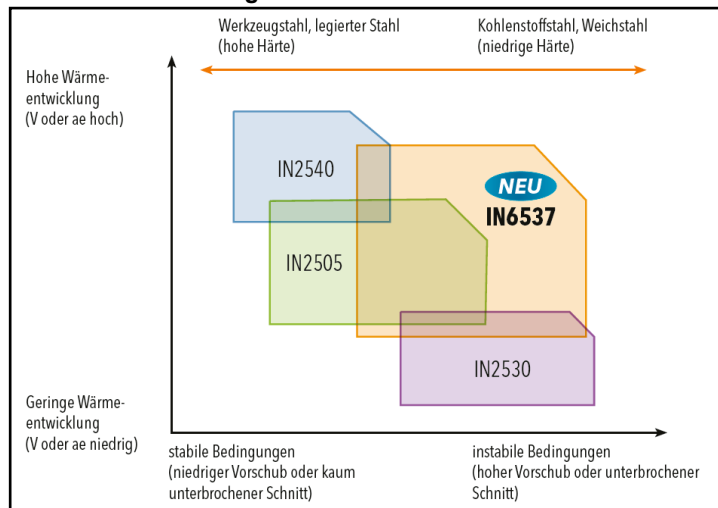 Werkzeugstahl, legierter Stahl
(hohe Härte)
Kohlenstoffstahl, Weichstahl
(niedrige Härte)
Hohe Wärme-
entwicklung
(V oder ae hoch)
IN2540
NEU
IN6537
IN2505
IN2530
Geringe Wärme-
entwicklung
(V oder ae niedrig)
stabile Bedingungen
(niedriger Vorschub oder kaum
unterbrochener Schnitt)
instabile Bedingungen
(hoher Vorschub oder unterbrochener
Schnitt)